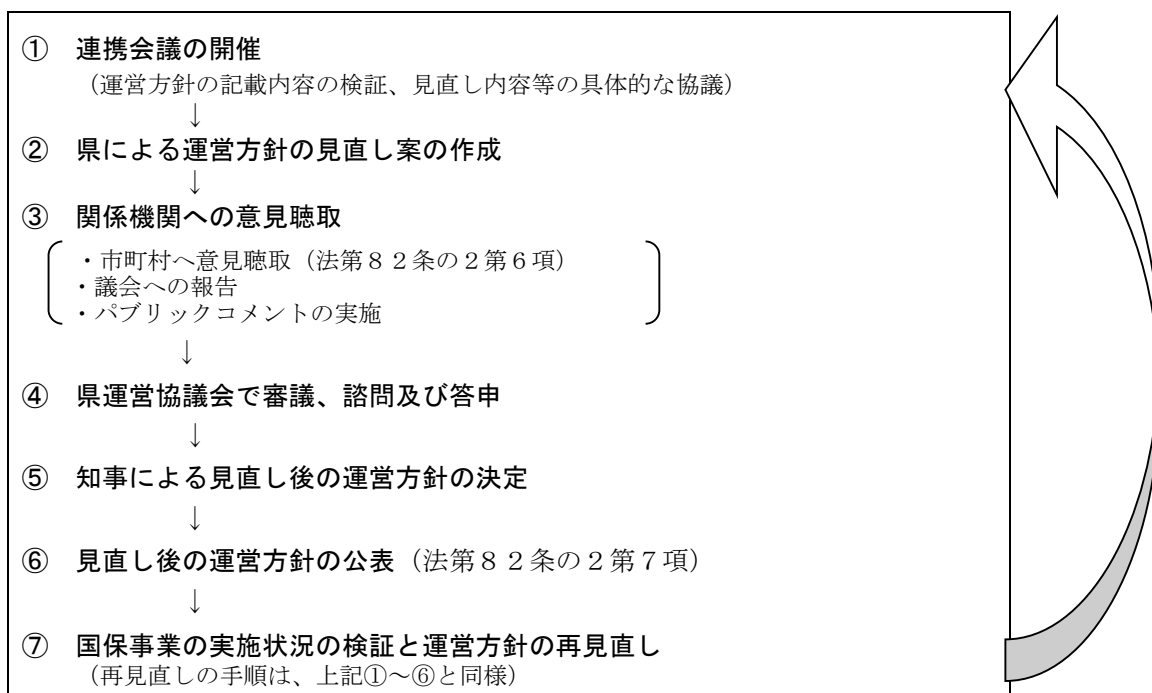 ① 連携会議の開催
（運営方針の記載内容の検証、見直し内容等の具体的な協議）
↓
② 県による運営方針の見直し案の作成
↓
③ 関係機関への意見聴取
・市町村へ意見聴取（法第８２条の２第６項）
・議会への報告
・パブリックコメントの実施
↓
④ 県運営協議会で審議、諮問及び答申
↓
⑤ 知事による見直し後の運営方針の決定
↓
⑥ 見直し後の運営方針の公表（法第８２条の２第７項）
↓
⑦ 国保事業の実施状況の検証と運営方針の再見直し
（再見直しの手順は、上記①～⑥と同様）